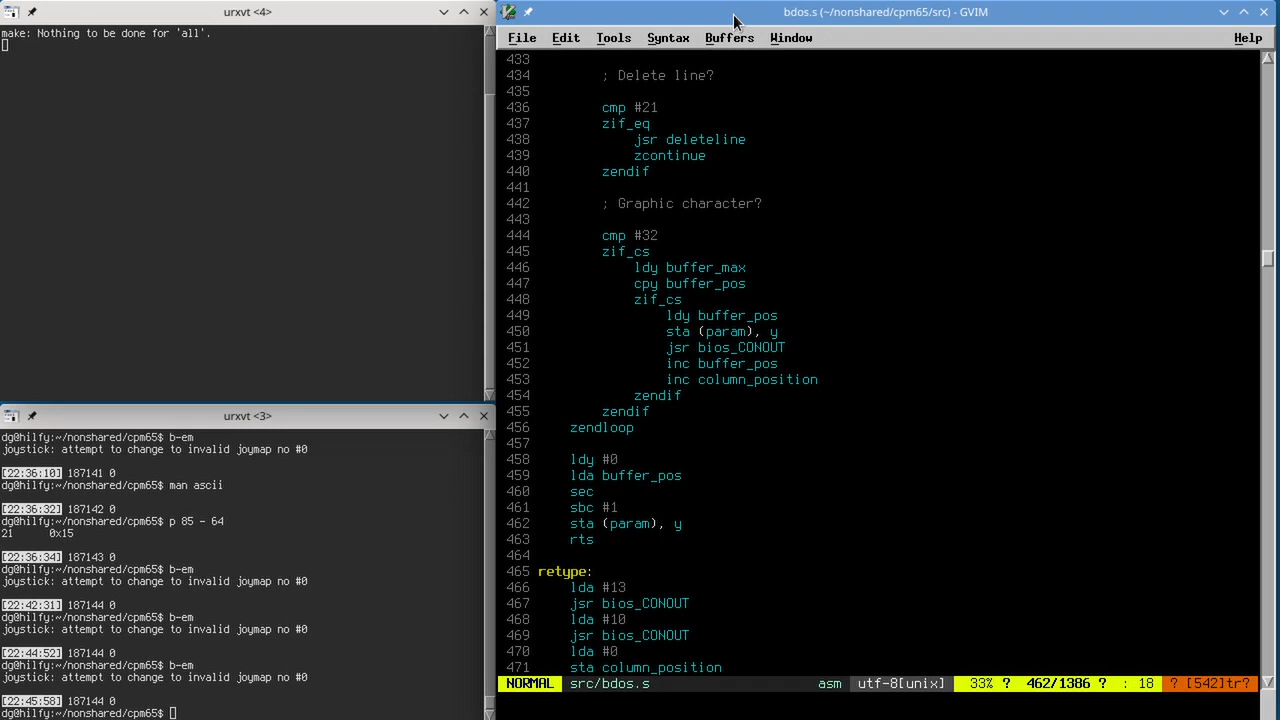 urxvt <4>
make: Nothing to be done for 'all'.
urxvt <3>
dg@hilfy:~/nonshared/cpm65$ b-em
joystick: attempt to change to invalid joymap no #0
[22:36:10] 187141 0
dg@hilfy:~/nonshared/cpm65$ man ascii
[22:36:32] 187142 0
dg@hilfy:~/nonshared/cpm65$ p 85 - 64
21      0x15
[22:36:34] 187143 0
dg@hilfy:~/nonshared/cpm65$ b-em
joystick: attempt to change to invalid joymap no #0
[22:42:31] 187144 0
dg@hilfy:~/nonshared/cpm65$ b-em
joystick: attempt to change to invalid joymap no #0
[22:44:52] 187144 0
dg@hilfy:~/nonshared/cpm65$ b-em
joystick: attempt to change to invalid joymap no #0
[22:45:58] 187144 0
dg@hilfy:~/nonshared/cpm65$
bdos.s (~/nonshared/cpm65/src) - GVIM
File Edit Tools Syntax Buffers Window Help
433
434         ; Delete line?
435
436         cmp #21
437         zif_eq
438             jsr deleteline
439             zcontinue
440         zendif
441
442         ; Graphic character?
443
444         cmp #32
445         zif_cs
446             ldy buffer_max
447             cpy buffer_pos
448             zif_cs
449                 ldy buffer_pos
450                 sta (param), y
451                 jsr bios_CONOUT
452                 inc buffer_pos
453                 inc column_position
454             zendif
455         zendif
456     zendloop
457
458     ldy #0
459     lda buffer_pos
460     sec
461     sbc #1
462     sta (param), y
463     rts
464
465 retype:
466     lda #13
467     jsr bios_CONOUT
468     lda #10
469     jsr bios_CONOUT
470     lda #0
471     sta column_position
NORMAL src/bdos.s asm utf-8[unix] 33% ? 462/1386 ? : 18 ? [542]tr?